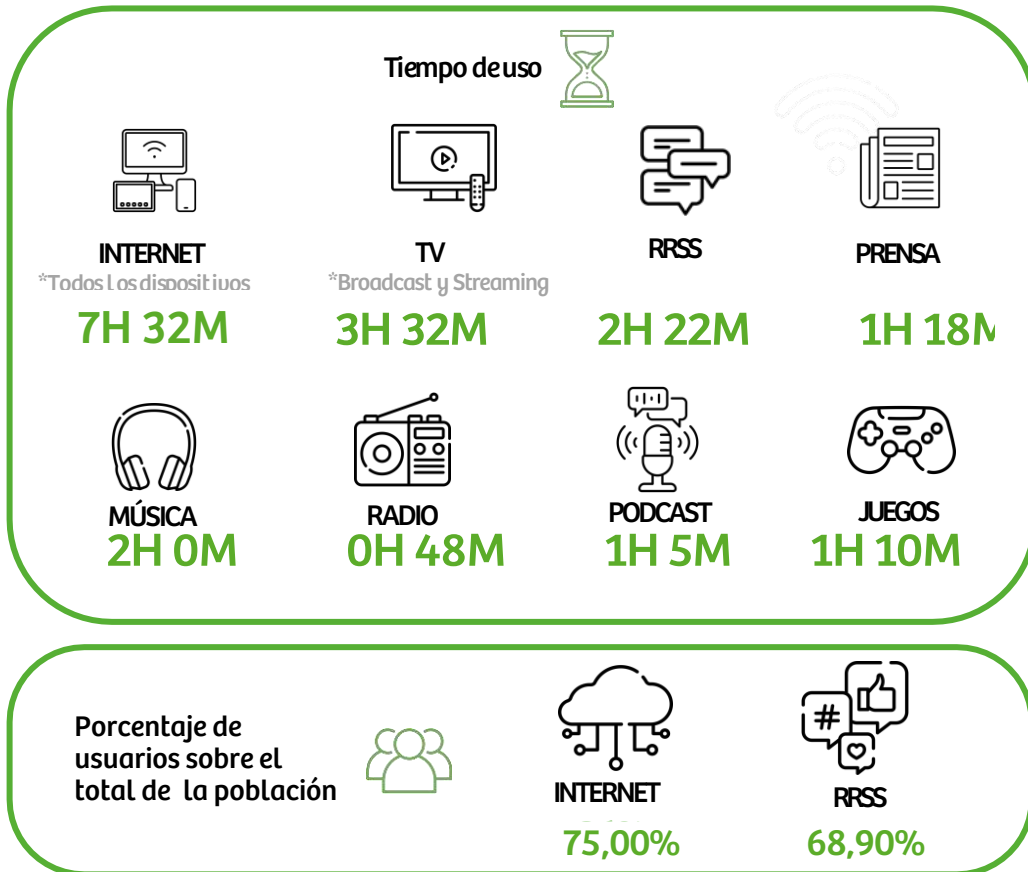 Tiempo de uso
INTERNET
*Todos Los dispositivos
7H 32M
TV
*Broadcast y Streaming
3H 32M
RRSS
2H 22M
PRENSA
1H 18M
MÚSICA
2H 0M
RADIO
0H 48M
PODCAST
1H 5M
JUEGOS
1H 10M
Porcentaje de
usuarios sobre el
total de la población
#
INTERNET
75,00%
RRSS
68,90%